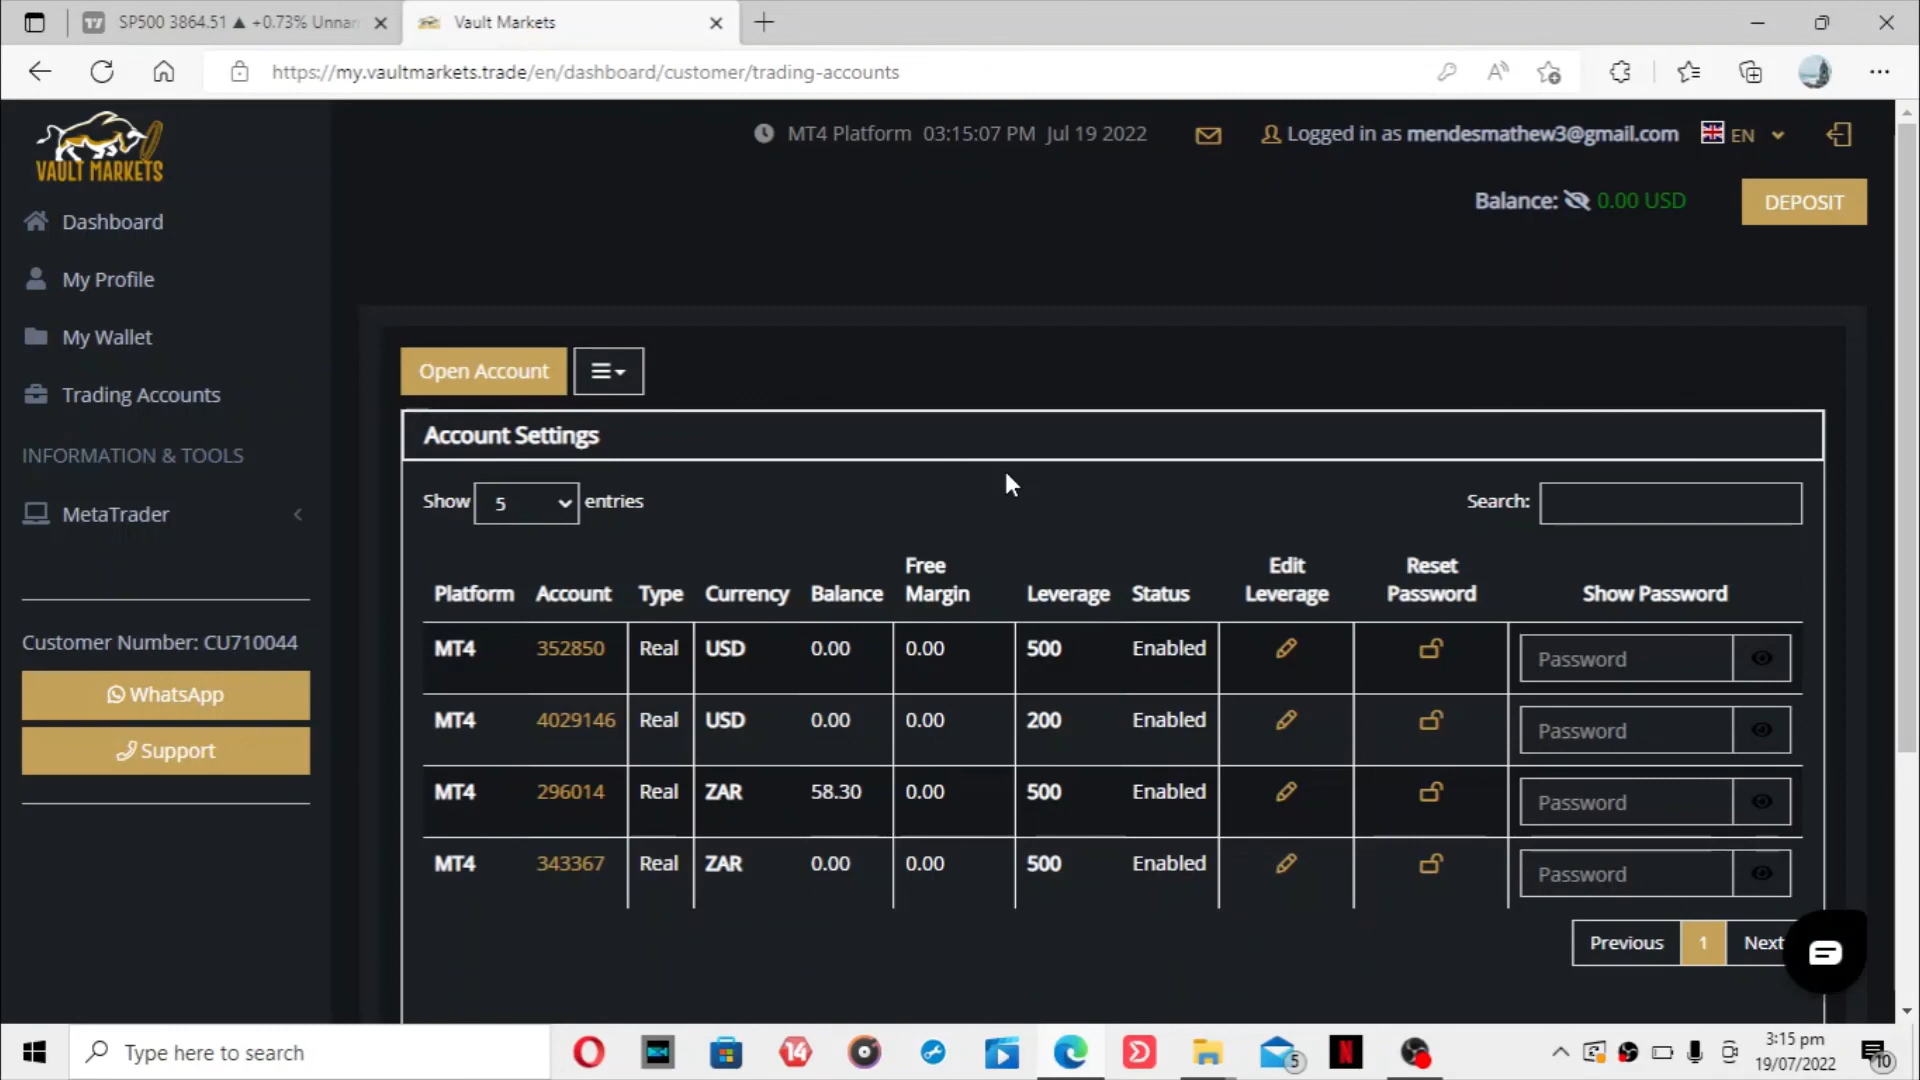 SP500 3864.51 ▲ +0.73% Unnar
Vault Markets
https://my.vaultmarkets.trade/en/dashboard/customer/trading-accounts
VAULT MARKETS
MT4 Platform 03:15:07 PM Jul 19 2022
Logged in as mendesmathew3@gmail.com
EN
Balance: 0.00 USD
DEPOSIT
Dashboard
My Profile
My Wallet
Trading Accounts
INFORMATION & TOOLS
MetaTrader
Customer Number: CU710044
WhatsApp
Support
Open Account
Account Settings
Show 5 entries
Search:
Platform Account Type Currency Balance Free Margin Leverage Status Edit Leverage Reset Password Show Password
MT4 352850 Real USD 0.00 0.00 500 Enabled Password
MT4 4029146 Real USD 0.00 0.00 200 Enabled Password
MT4 296014 Real ZAR 58.30 0.00 500 Enabled Password
MT4 343367 Real ZAR 0.00 0.00 500 Enabled Password
Previous 1 Next
Type here to search
14
5
N
3:15 pm
19/07/2022
10